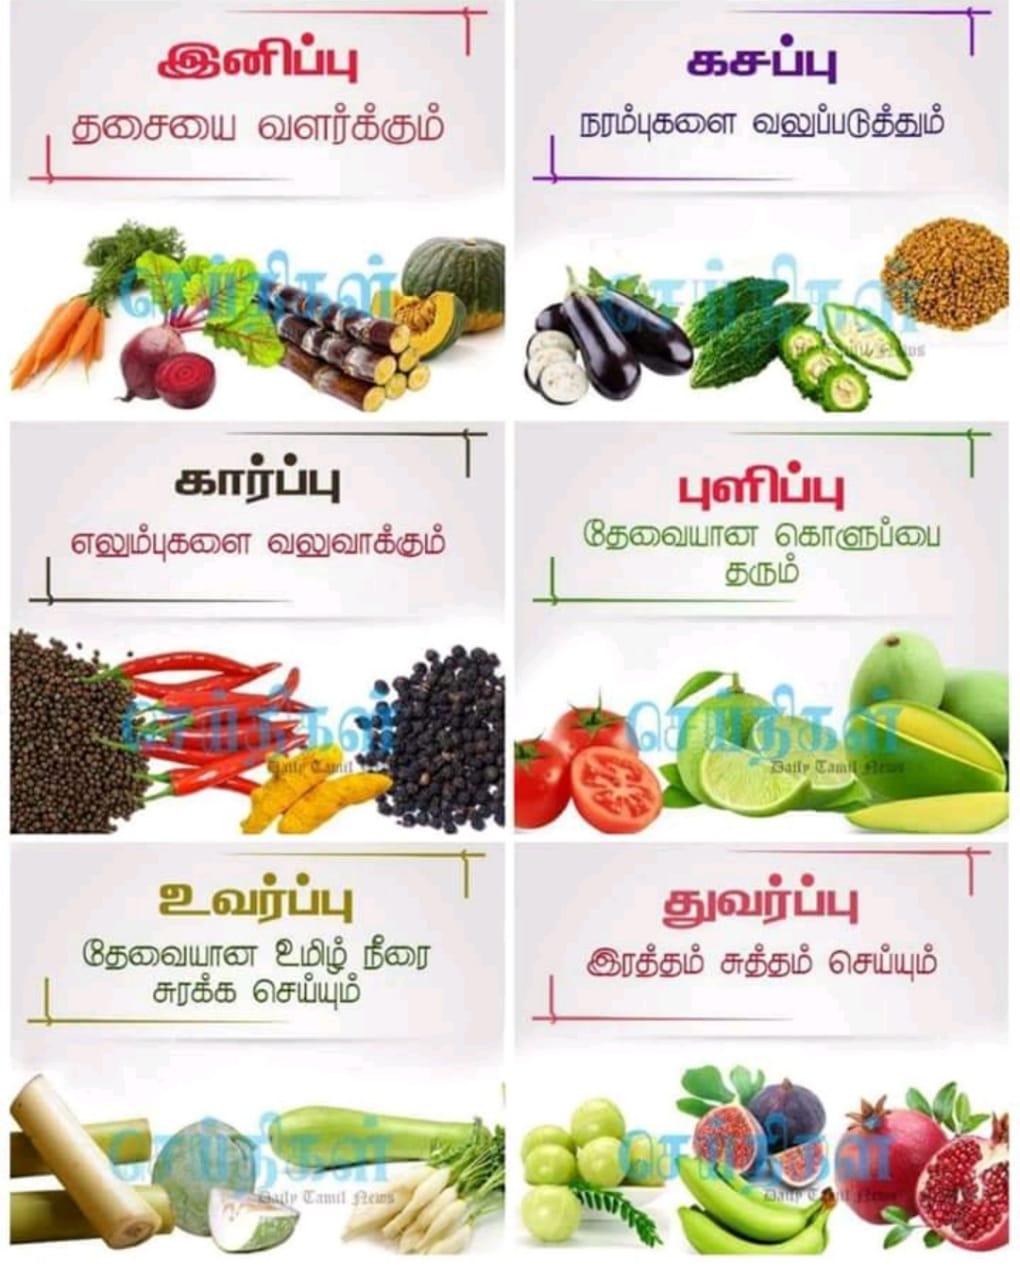 இனிப்பு
தசையை வளர்க்கும்
செய்திகள்
கசப்பு
நரம்புகளை வலுப்படுத்தும்
செய்திகள்
Daily Tamil News
கார்ப்பு
எலும்புகளை வலுவாக்கும்
செய்திகள்
Daily Tamil News
புளிப்பு
தேவையான கொளுப்பை
தரும்
செய்திகள்
Daily Tamil News
உவர்ப்பு
தேவையான உமிழ் நீரை
சுரக்க செய்யும்
செய்திகள்
Daily Tamil News
துவர்ப்பு
இரத்தம் சுத்தம் செய்யும்
செய்திகள்
Daily Tamil News